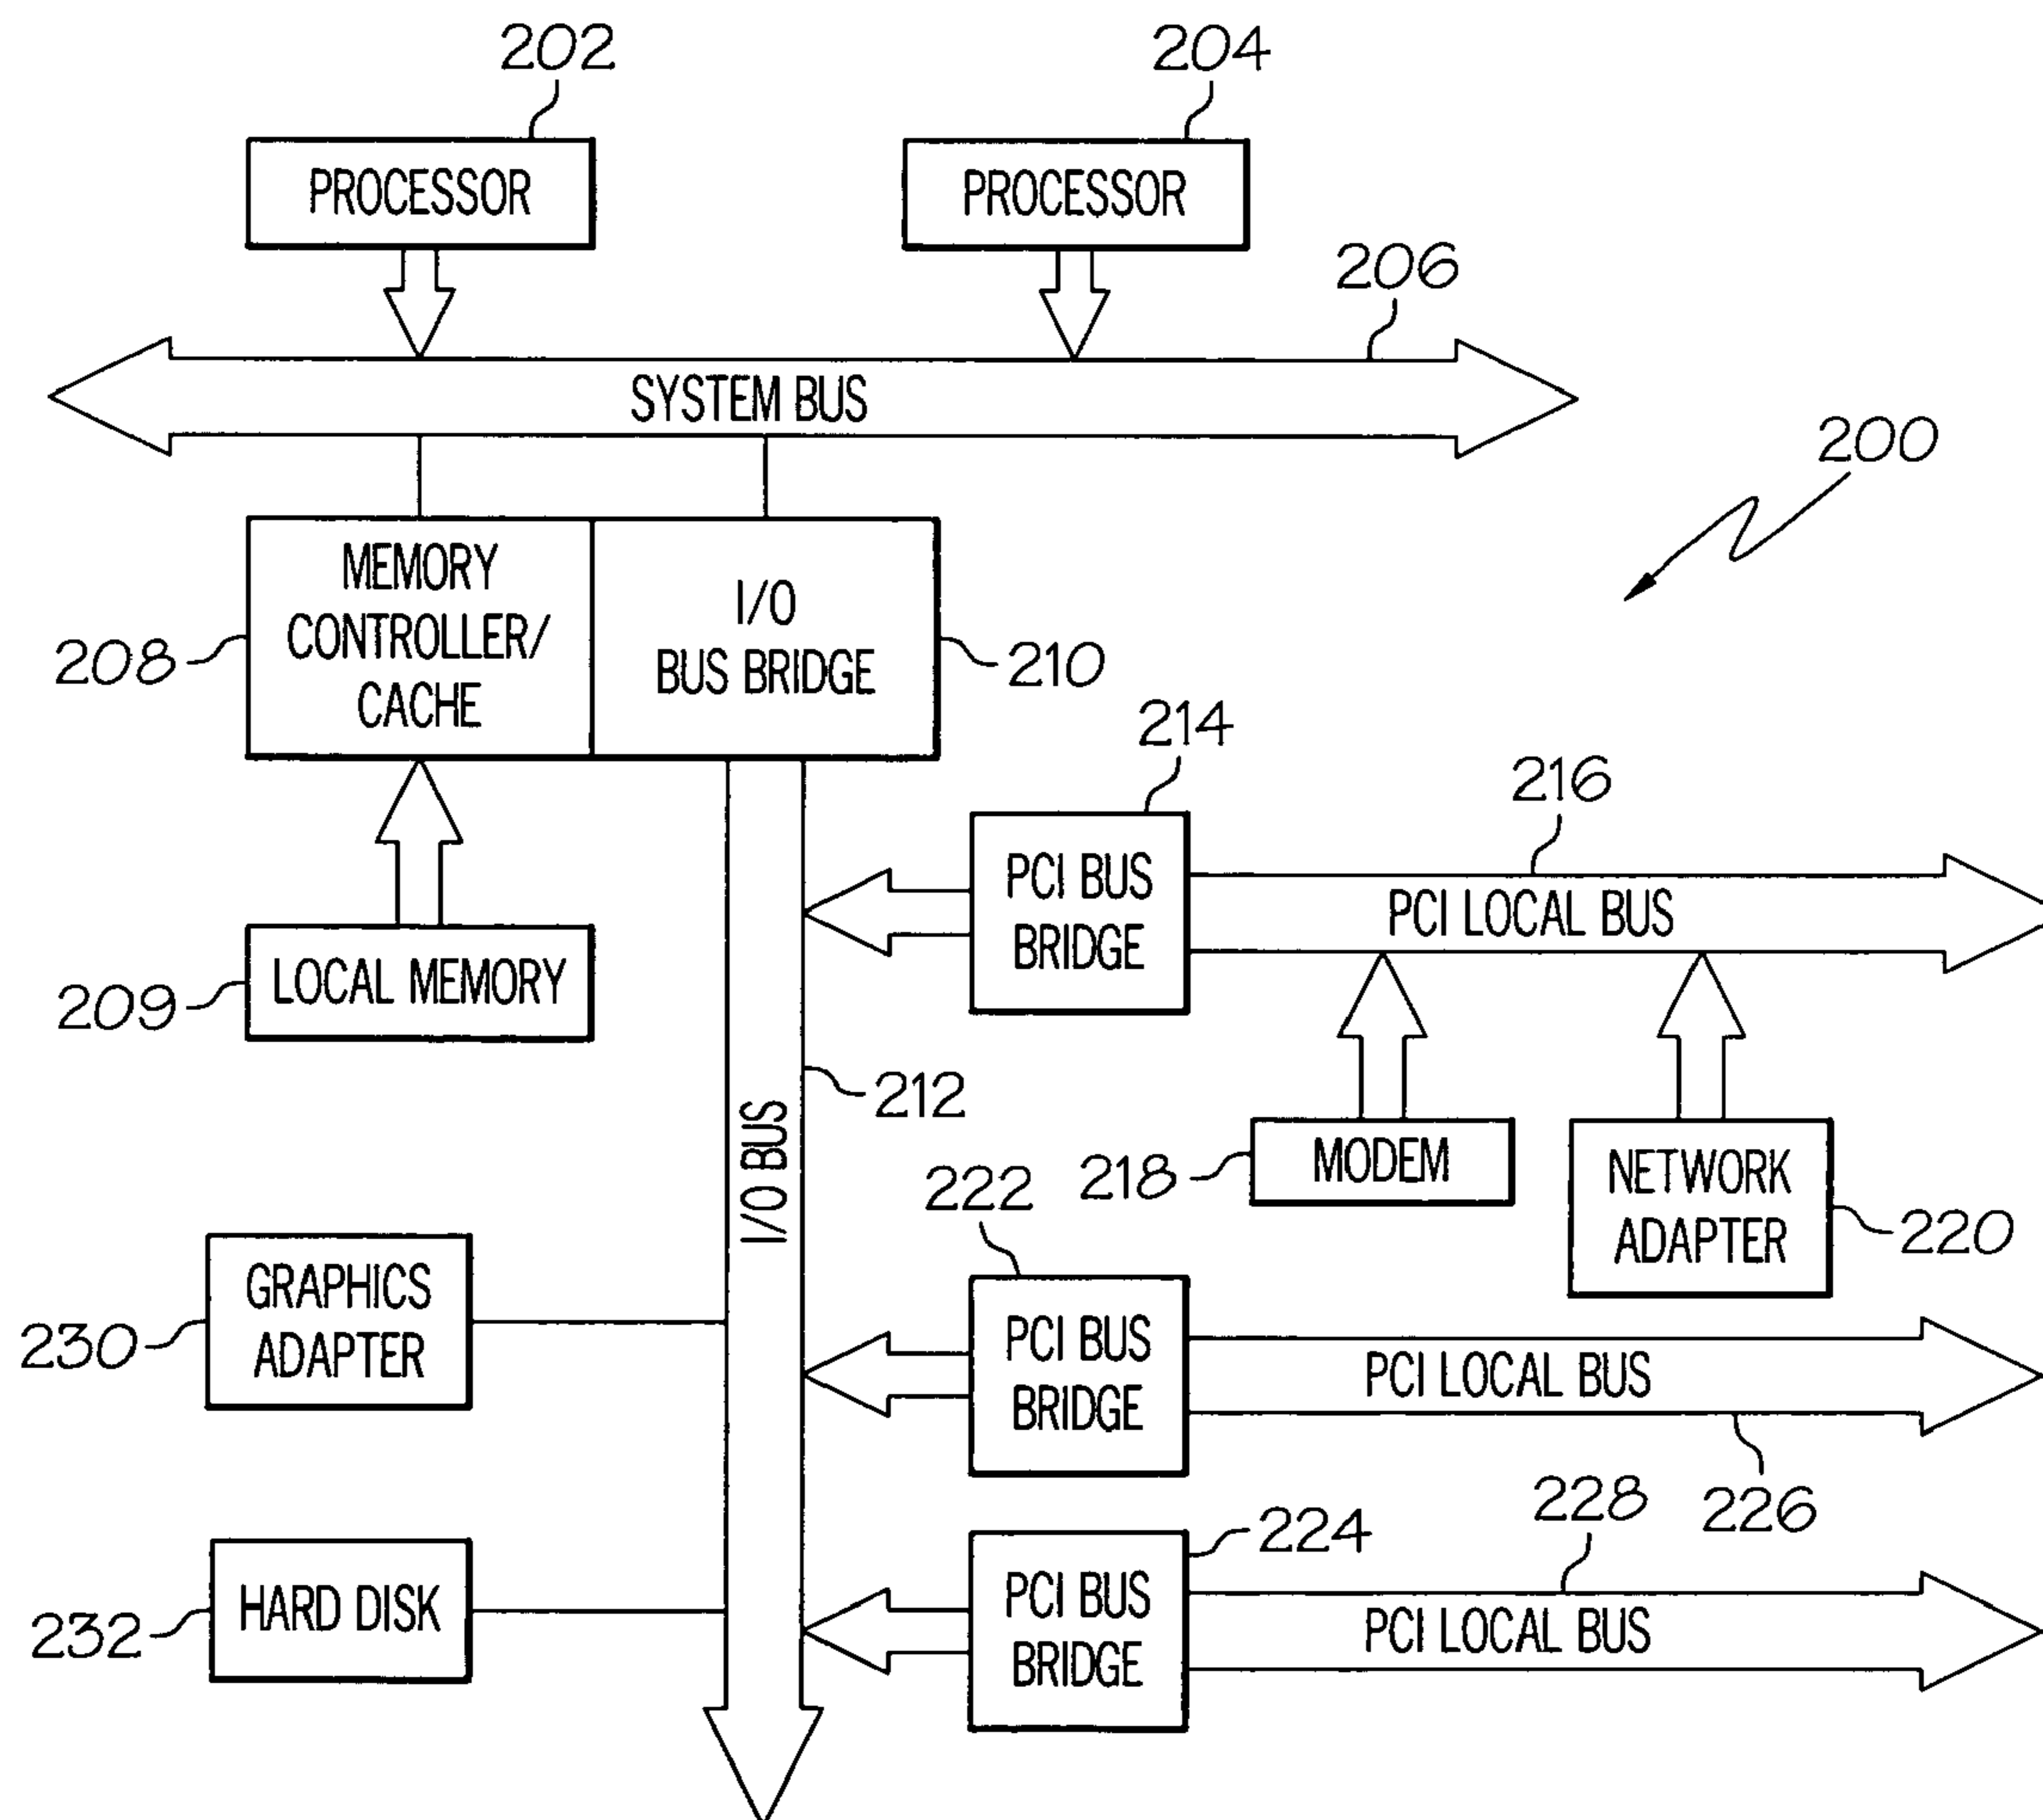 202
204
PROCESSOR
PROCESSOR
206
SYSTEM BUS
200
MEMORY
CONTROLLER/
CACHE
I/O
BUS BRIDGE
208
210
214
216
PCI BUS
BRIDGE
PCI LOCAL BUS
LOCAL MEMORY
209
212
I/O BUS
218
MODEM
NETWORK
ADAPTER
220
222
GRAPHICS
ADAPTER
230
PCI BUS
BRIDGE
PCI LOCAL BUS
226
228
224
HARD DISK
232
PCI BUS
BRIDGE
PCI LOCAL BUS